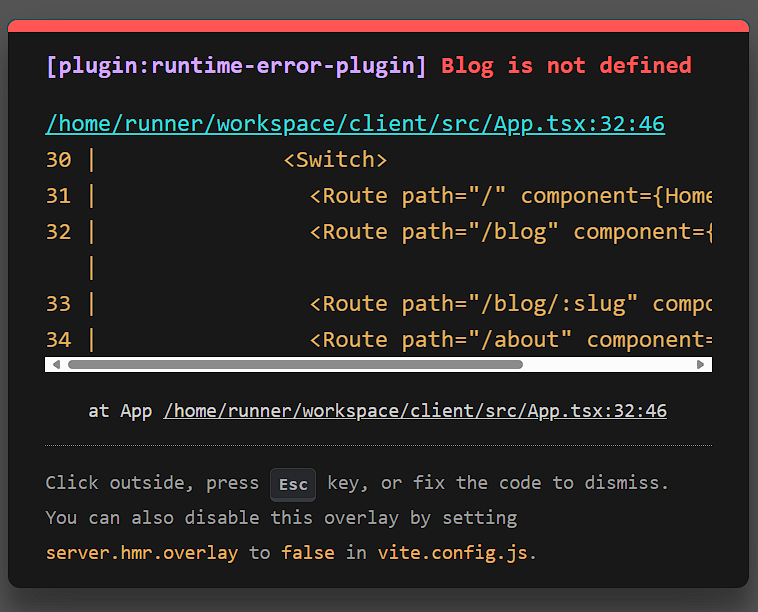 [plugin:runtime-error-plugin] Blog is not defined
/home/runner/workspace/client/src/App.tsx:32:46
30 | <Switch>
31 | <Route path="/" component={Home
32 | <Route path="/blog" component={
|
33 | <Route path="/blog/:slug" compo
34 | <Route path="/about" component=
at App /home/runner/workspace/client/src/App.tsx:32:46
Click outside, press Esc key, or fix the code to dismiss.
You can also disable this overlay by setting
server.hmr.overlay to false in vite.config.js.